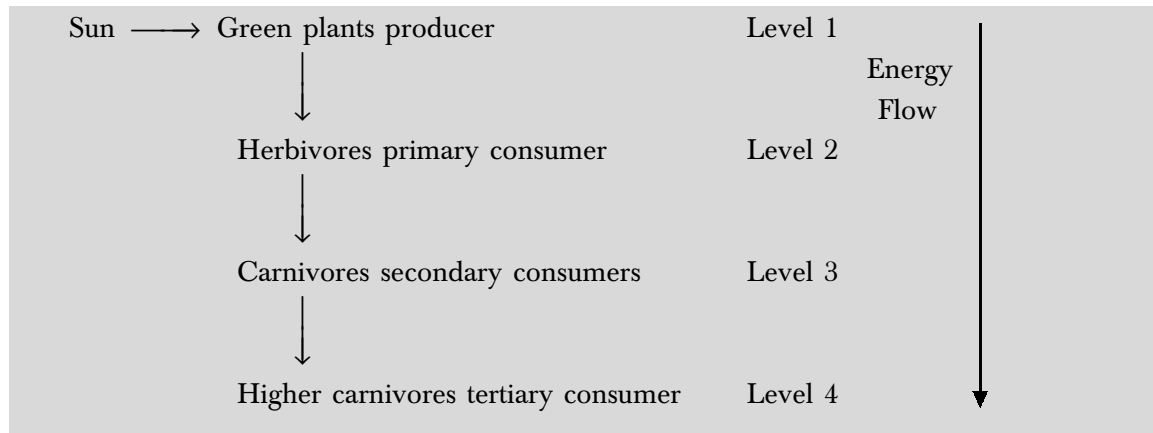 Sun Green plants producer Level 1
Energy
Flow
Herbivores primary consumer Level 2
Carnivores secondary consumers Level 3
Higher carnivores tertiary consumer Level 4